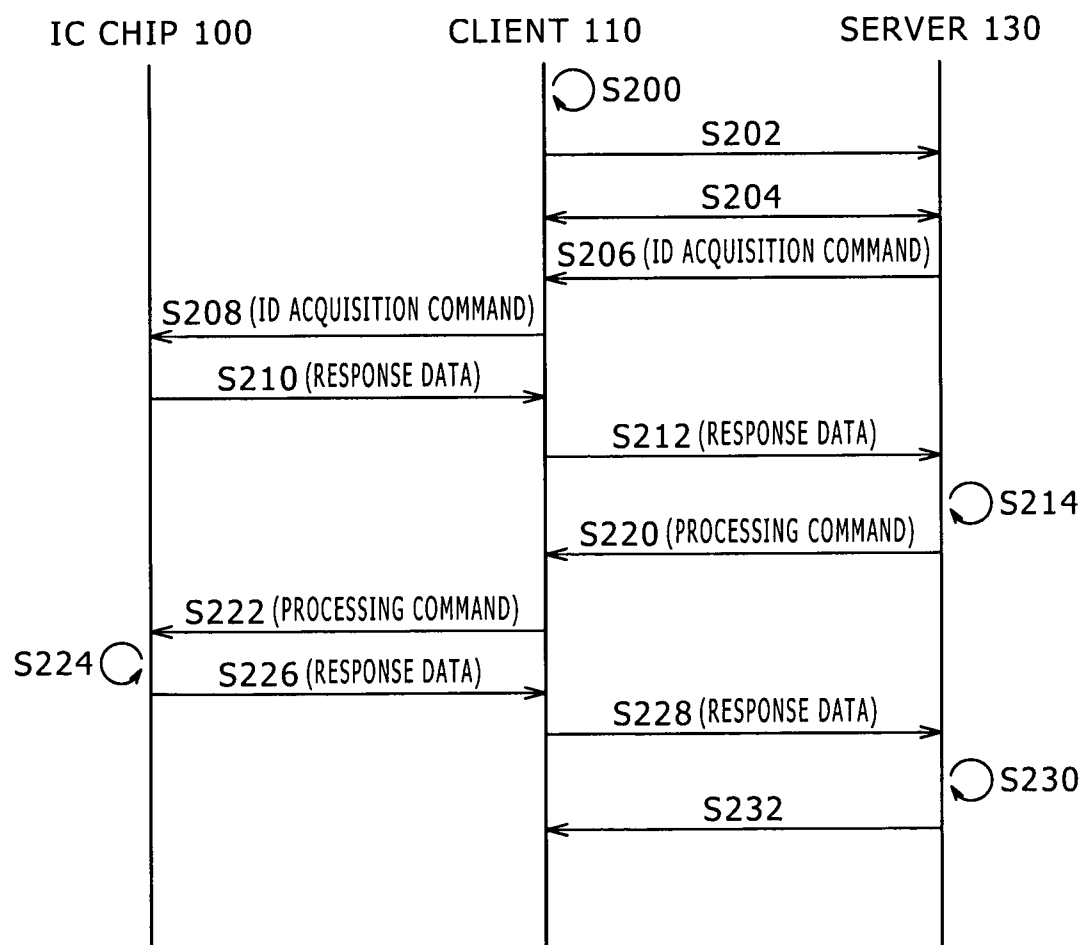 IC CHIP 100
CLIENT 110
SERVER 130
S200
S202
S204
S206 (ID ACQUISITION COMMAND)
S208 (ID ACQUISITION COMMAND)
S210 (RESPONSE DATA)
S212 (RESPONSE DATA)
S214
S220 (PROCESSING COMMAND)
S222 (PROCESSING COMMAND)
S224
S226 (RESPONSE DATA)
S228 (RESPONSE DATA)
S230
S232